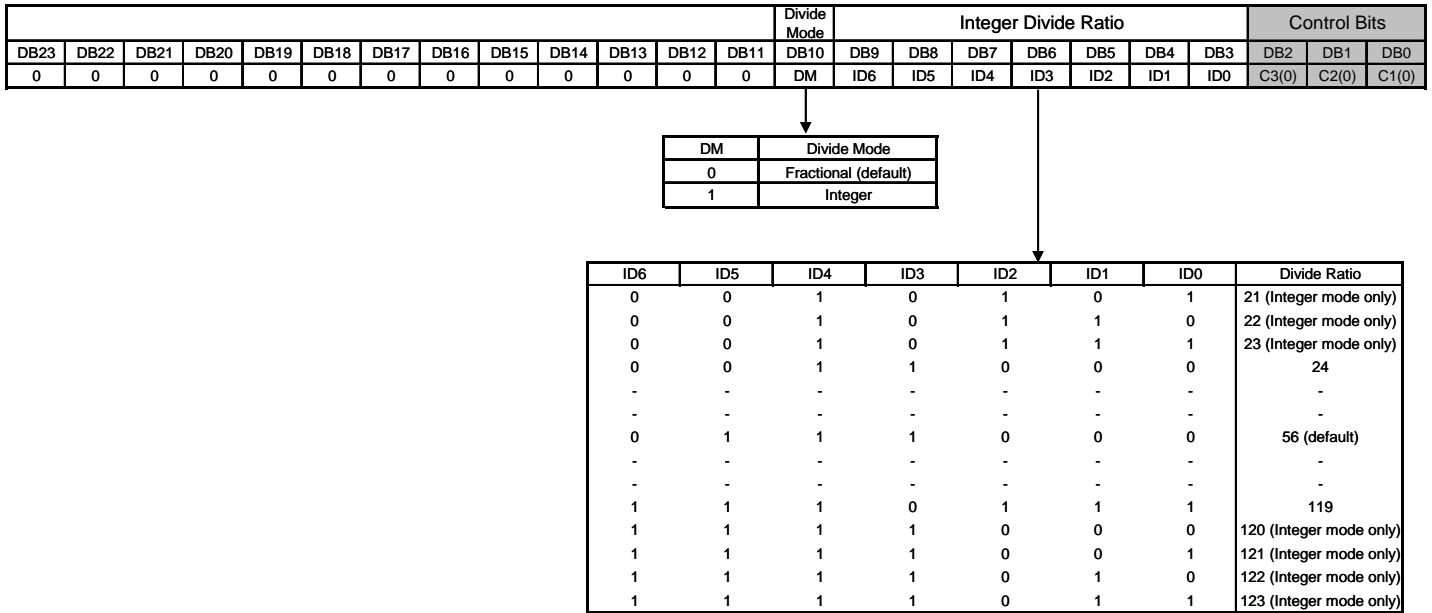 Divide Mode Integer Divide Ratio Control Bits
DB23 DB22 DB21 DB20 DB19 DB18 DB17 DB16 DB15 DB14 DB13 DB12 DB11 DB10 DB9 DB8 DB7 DB6 DB5 DB4 DB3 DB2 DB1 DB0
0 0 0 0 0 0 0 0 0 0 0 0 0 DM ID6 ID5 ID4 ID3 ID2 ID1 ID0 C3(0) C2(0) C1(0)
DM Divide Mode
0 Fractional (default)
1 Integer
ID6 ID5 ID4 ID3 ID2 ID1 ID0 Divide Ratio
0 0 1 0 1 0 1 21 (Integer mode only)
0 0 1 0 1 1 0 22 (Integer mode only)
0 0 1 0 1 1 1 23 (Integer mode only)
0 0 1 1 0 0 0 24
- - - - - - - -
- - - - - - - -
0 1 1 1 0 0 0 56 (default)
- - - - - - - -
- - - - - - - -
1 1 1 0 1 1 1 119
1 1 1 1 0 0 0 120 (Integer mode only)
1 1 1 1 0 0 1 121 (Integer mode only)
1 1 1 1 0 1 0 122 (Integer mode only)
1 1 1 1 0 1 1 123 (Integer mode only)